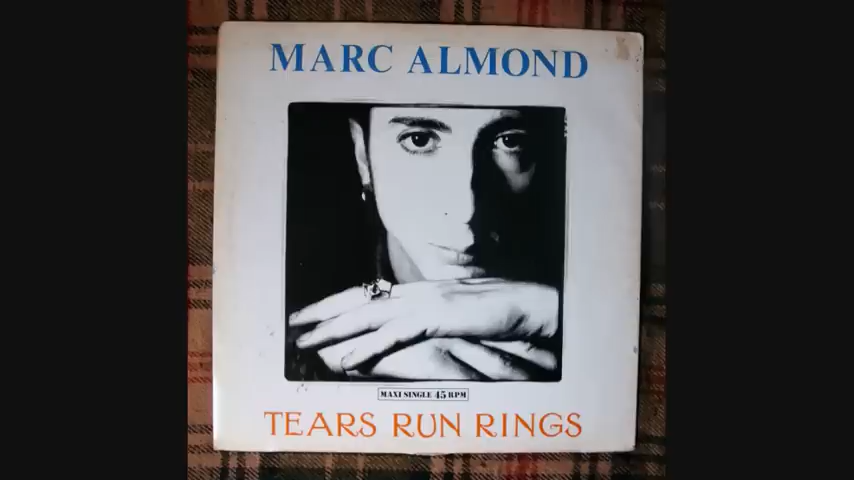 MARC ALMOND
MAXI SINGLE 45 RPM
TEARS RUN RINGS